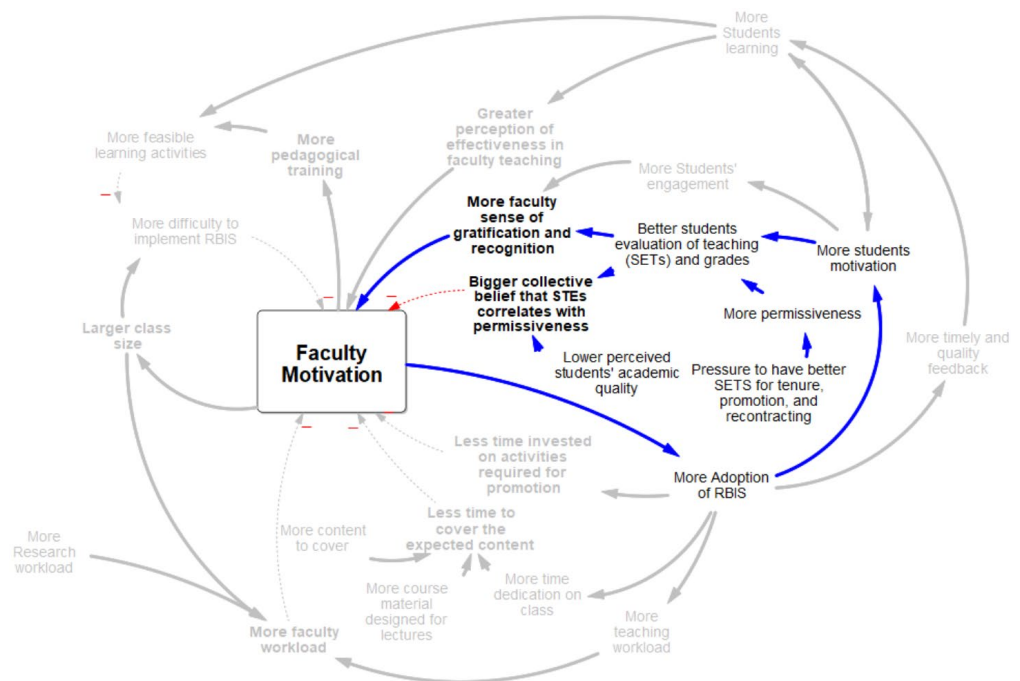 More
Students
learning
Greater
perception of
effectiveness in
faculty teaching
More feasible
learning activities
More
pedagogical
training
More Students'
engagement
More faculty
sense of
gratification and
recognition
Better students
evaluation of teaching
(SETs) and grades
More students
motivation
More difficulty to
implement RBIS
Bigger collective
belief that STEs
correlates with
permissiveness
More permissiveness
Larger class
size
Faculty
Motivation
Lower perceived
students' academic
quality
Pressure to have better
SETS for tenure,
promotion, and
recontracting
More timely and
quality
feedback
Less time invested
on activities
required for
promotion
More Adoption
of RBIS
Less time to
cover the
expected content
More content
to cover
More
Research
workload
More course
material
designed for
lectures
More time
dedication on
class
More
teaching
workload
More faculty
workload